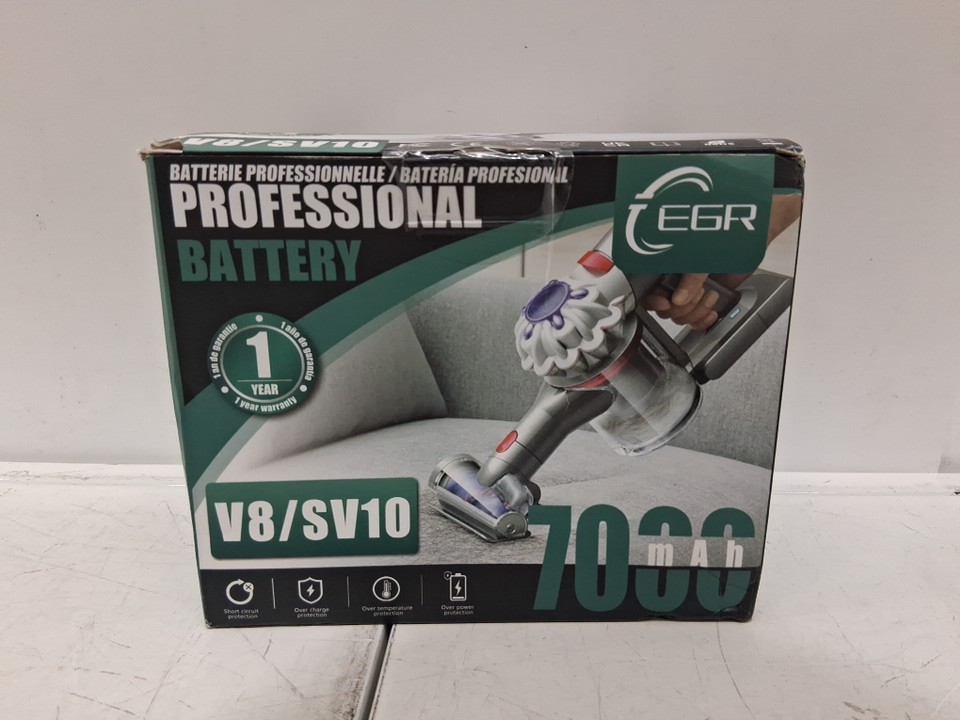 V8/SV10
BATTERIE PROFESSIONNELLE / BATERÍA PROFESIONAL
PROFESSIONAL
BATTERY
EGR
1 an de garantie
1 año de garantía
1
YEAR
1 year warranty
V8/SV10
7000
mAh
Short circuit
protection
Over charge
protection
Over temperature
protection
Over power
protection